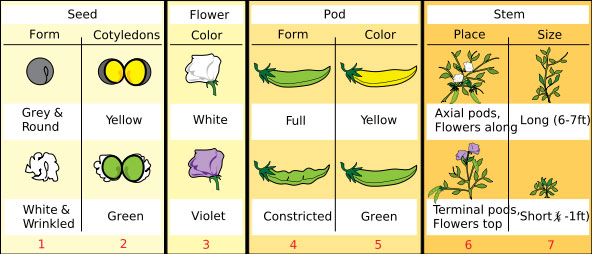 Seed Flower Pod Stem
Form Cotyledons Color Form Color Place Size
Grey & Round
Yellow
White
Full
Yellow
Axial pods,
Flowers along
Long (6-7ft)
White &
Wrinkled
Green
Violet
Constricted
Green
Terminal pods,
Flowers top
Short -1ft)
1 2 3 4 5 6 7